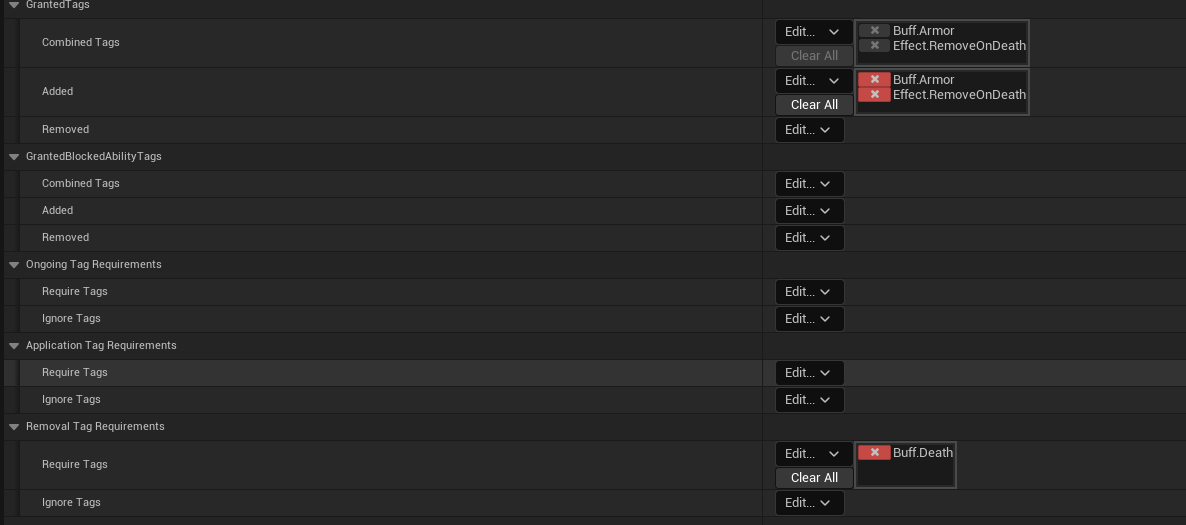 GrantedTags
Combined Tags
Edit...
Clear All
Buff.Armor
Effect.RemoveOnDeath
Added
Edit...
Clear All
Buff.Armor
Effect.RemoveOnDeath
Removed
Edit...
GrantedBlockedAbilityTags
Combined Tags
Edit...
Added
Edit...
Removed
Edit...
Ongoing Tag Requirements
Require Tags
Edit...
Ignore Tags
Edit...
Application Tag Requirements
Require Tags
Edit...
Ignore Tags
Edit...
Removal Tag Requirements
Require Tags
Edit...
Clear All
Buff.Death
Ignore Tags
Edit...